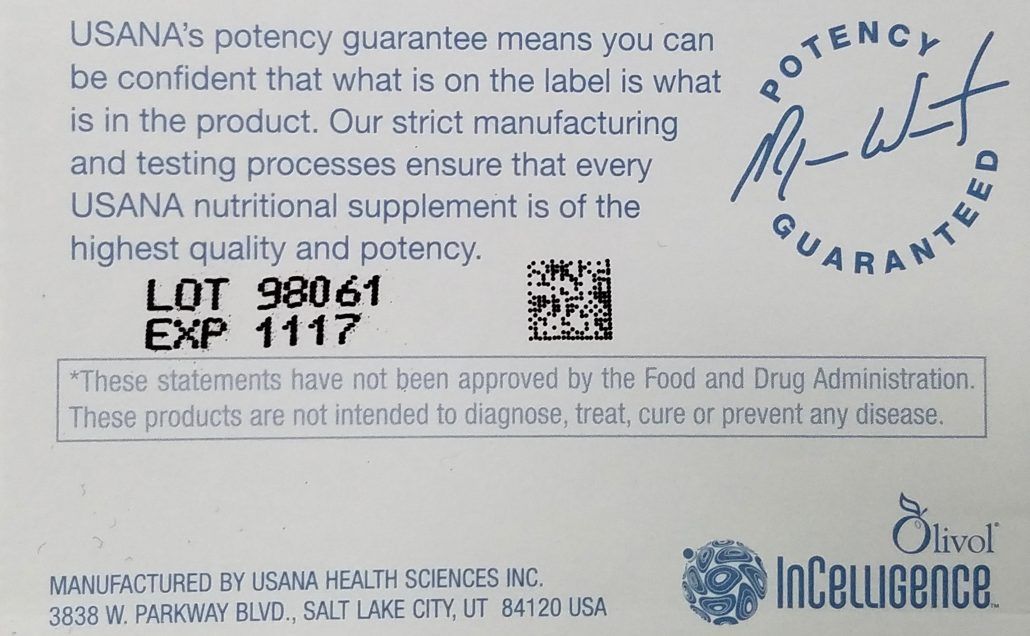 USANA’s potency guarantee means you can
be confident that what is on the label is what
is in the product. Our strict manufacturing
and testing processes ensure that every
USANA nutritional supplement is of the
highest quality and potency.
POTENCY
GUARANTEED
LOT 98061
EXP 1117
*These statements have not been approved by the Food and Drug Administration.
These products are not intended to diagnose, treat, cure or prevent any disease.
MANUFACTURED BY USANA HEALTH SCIENCES INC.
3838 W. PARKWAY BLVD., SALT LAKE CITY, UT 84120 USA
Olivol®
InCelligence™